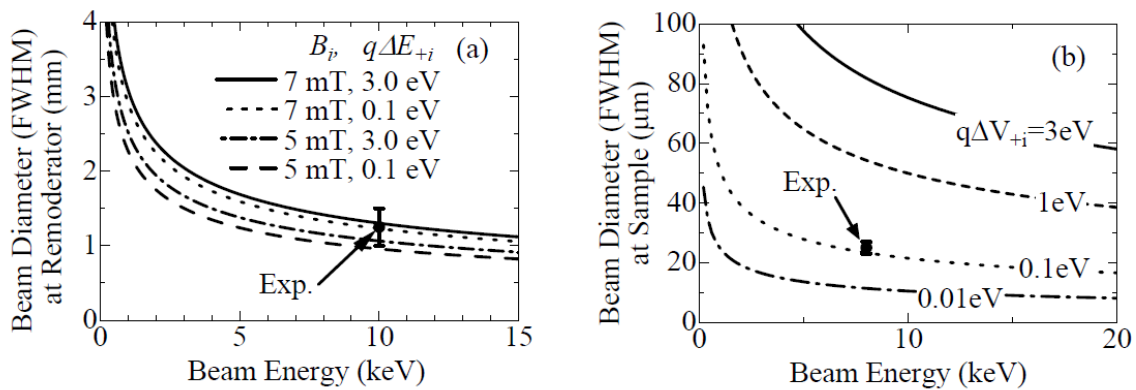 Beam Diameter (FWHM)
at Remoderator (mm)
4
3
2
1
0
0
5
10
15
Beam Energy (keV)
(a)
B_i, qΔE_{+i}
7 mT, 3.0 eV
7 mT, 0.1 eV
5 mT, 3.0 eV
5 mT, 0.1 eV
Exp.
Beam Diameter (FWHM)
at Sample (μm)
100
80
60
40
20
0
0
10
20
Beam Energy (keV)
(b)
qΔV_{+i}=3eV
Exp.
1eV
0.1eV
0.01eV